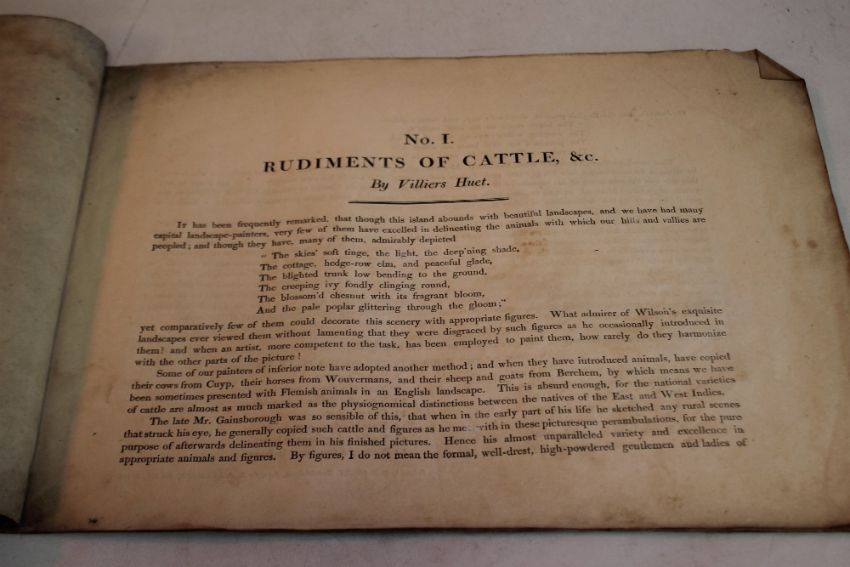 No. I.
RUDIMENTS OF CATTLE, &c.
By Villiers Huet.
It has been frequently remarked, that though this island abounds with beautiful landscapes, and we have had many
capital landscape-painters, very few of them have excelled in delineating the animals with which our hills and vallies are
peopled; and though they have, many of them, admirably depicted
“ The skies' soft tinge, the light, the deep'ning shade,
The cottage, hedge-row elm, and peaceful glade,
The blighted trunk low bending to the ground,
The creeping ivy fondly clinging round,
The blossom'd chesnut with its fragrant bloom,
And the pale poplar glittering through the gloom;”
yet comparatively few of them could decorate this scenery with appropriate figures. What admirer of Wilson's exquisite
landscapes ever viewed them without lamenting that they were disgraced by such figures as he occasionally introduced in
them? and when an artist, more competent to the task, has been employed to paint them, how rarely do they harmonize
with the other parts of the picture!
Some of our painters of inferior note have adopted another method; and when they have introduced animals, have copied
their cows from Cuyp, their horses from Wouvermans, and their sheep and goats from Berchem, by which means we have
been sometimes presented with Flemish animals in an English landscape. This is absurd enough, for the national varieties
of cattle are almost as much marked as the physiognomical distinctions between the natives of the East and West Indies.
The late Mr. Gainsborough was so sensible of this, that when in the early part of his life he sketched any rural scenes
that struck his eye, he generally copied such cattle and figures as he me with in these picturesque perambulations, for the pure
purpose of afterwards delineating them in his finished pictures. Hence his almost unparalleled variety and excellence in
appropriate animals and figures. By figures, I do not mean the formal, well-drest, high-powdered gentlemen and ladies of